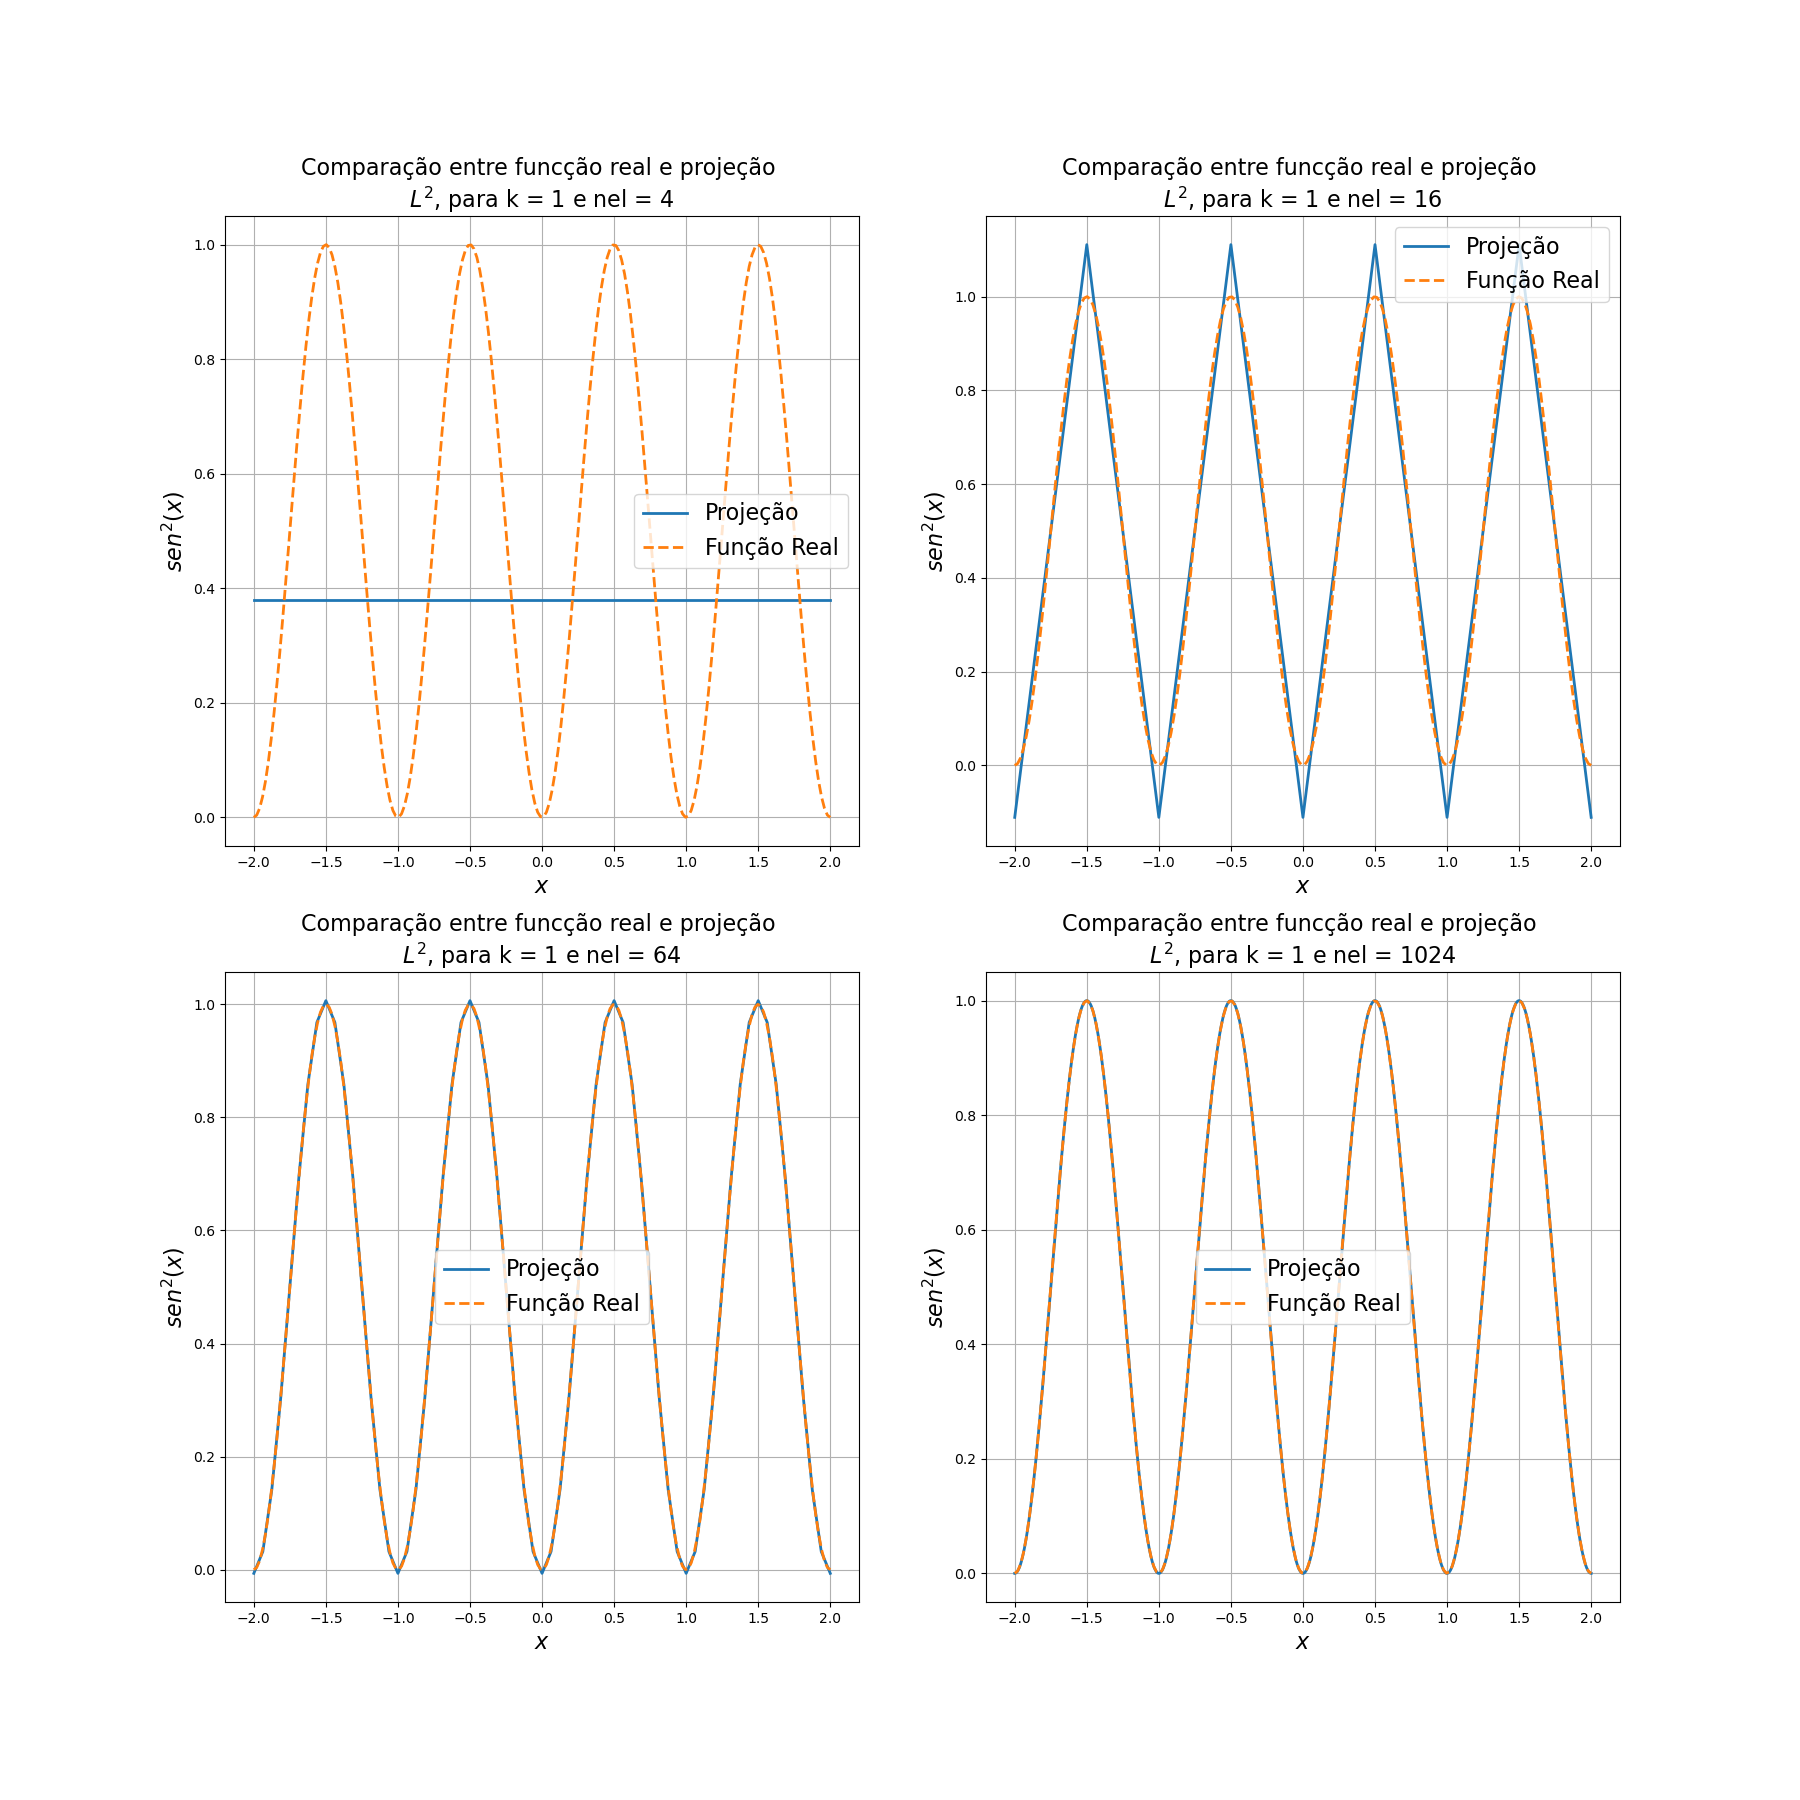 Comparação entre funcção real e projeção
L², para k = 1 e nel = 4
1.0
0.8
0.6
0.4
0.2
0.0
sen²(x)
Projeção
Função Real
−2.0 −1.5 −1.0 −0.5 0.0 0.5 1.0 1.5 2.0
x
Comparação entre funcção real e projeção
L², para k = 1 e nel = 16
1.0
0.8
0.6
0.4
0.2
0.0
sen²(x)
Projeção
Função Real
−2.0 −1.5 −1.0 −0.5 0.0 0.5 1.0 1.5 2.0
x
Comparação entre funcção real e projeção
L², para k = 1 e nel = 64
1.0
0.8
0.6
0.4
0.2
0.0
sen²(x)
Projeção
Função Real
−2.0 −1.5 −1.0 −0.5 0.0 0.5 1.0 1.5 2.0
x
Comparação entre funcção real e projeção
L², para k = 1 e nel = 1024
1.0
0.8
0.6
0.4
0.2
0.0
sen²(x)
Projeção
Função Real
−2.0 −1.5 −1.0 −0.5 0.0 0.5 1.0 1.5 2.0
x